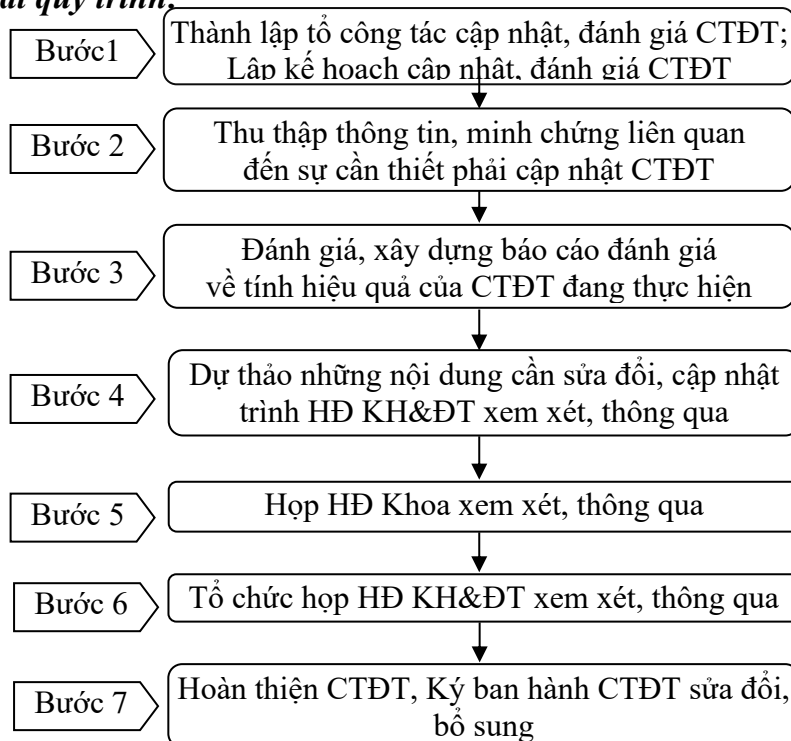 quy trình.
Bước1
Thành lập tổ công tác cập nhật, đánh giá CTĐT;
Lập kế hoạch cập nhật, đánh giá CTĐT
Bước 2
Thu thập thông tin, minh chứng liên quan
đến sự cần thiết phải cập nhật CTĐT
Bước 3
Đánh giá, xây dựng báo cáo đánh giá
về tính hiệu quả của CTĐT đang thực hiện
Bước 4
Dự thảo những nội dung cần sửa đổi, cập nhật
trình HĐ KH&ĐT xem xét, thông qua
Bước 5
Họp HĐ Khoa xem xét, thông qua
Bước 6
Tổ chức họp HĐ KH&ĐT xem xét, thông qua
Bước 7
Hoàn thiện CTĐT, Ký ban hành CTĐT sửa đổi,
bổ sung